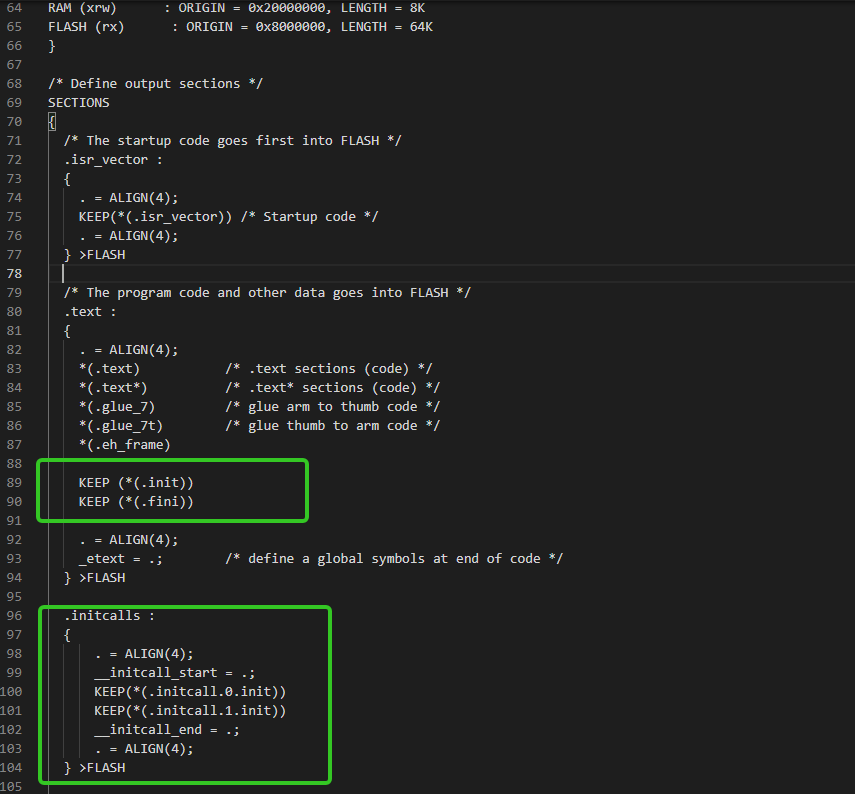 64 RAM (xrw)      : ORIGIN = 0x20000000, LENGTH = 8K
65 FLASH (rx)      : ORIGIN = 0x8000000, LENGTH = 64K
66 }
67
68 /* Define output sections */
69 SECTIONS
70 {
71   /* The startup code goes first into FLASH */
72   .isr_vector :
73   {
74     . = ALIGN(4);
75     KEEP(*(.isr_vector)) /* Startup code */
76     . = ALIGN(4);
77   } >FLASH
78
79   /* The program code and other data goes into FLASH */
80   .text :
81   {
82     . = ALIGN(4);
83     *(.text)           /* .text sections (code) */
84     *(.text*)          /* .text* sections (code) */
85     *(.glue_7)         /* glue arm to thumb code */
86     *(.glue_7t)        /* glue thumb to arm code */
87     *(.eh_frame)
88
89     KEEP (*(.init))
90     KEEP (*(.fini))
91
92     . = ALIGN(4);
93     _etext = .;        /* define a global symbols at end of code */
94   } >FLASH
95
96   .initcalls :
97   {
98       . = ALIGN(4);
99       __initcall_start = .;
100       KEEP(*(.initcall.0.init))
101       KEEP(*(.initcall.1.init))
102       __initcall_end = .;
103       . = ALIGN(4);
104   } >FLASH
105